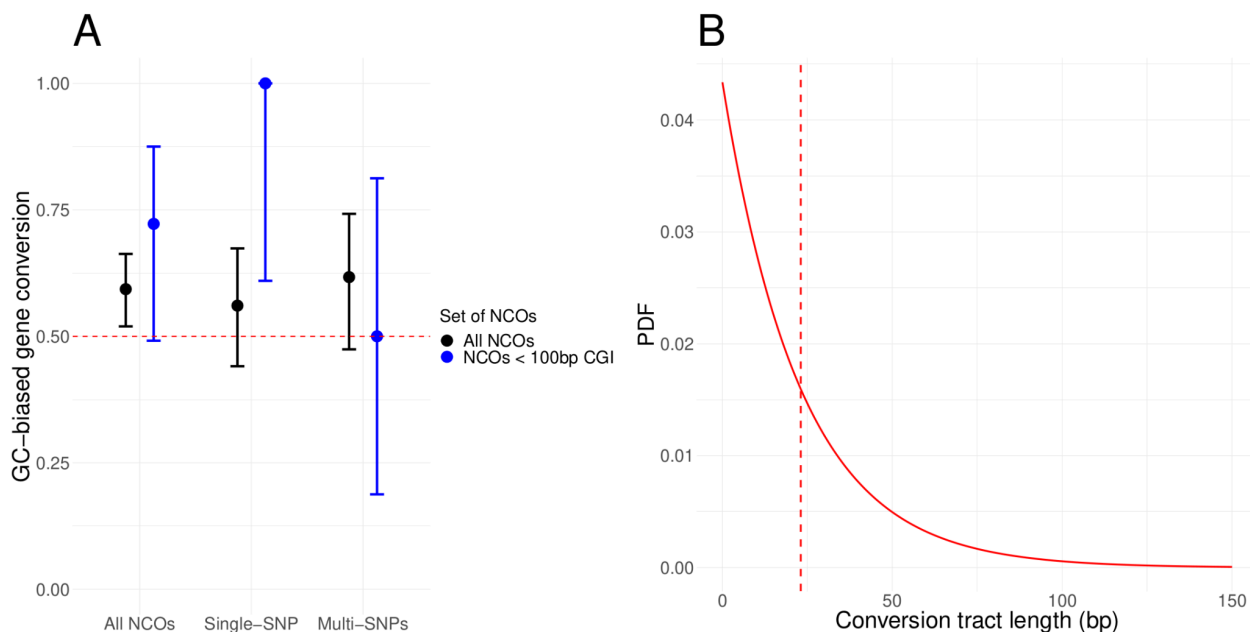 A
GC−biased gene conversion
1.00
0.75
0.50
0.25
0.00
All NCOs
Single−SNP
Multi−SNPs
Set of NCOs
All NCOs
NCOs < 100bp CGI
B
PDF
0.04
0.03
0.02
0.01
0.00
0
50
100
150
Conversion tract length (bp)